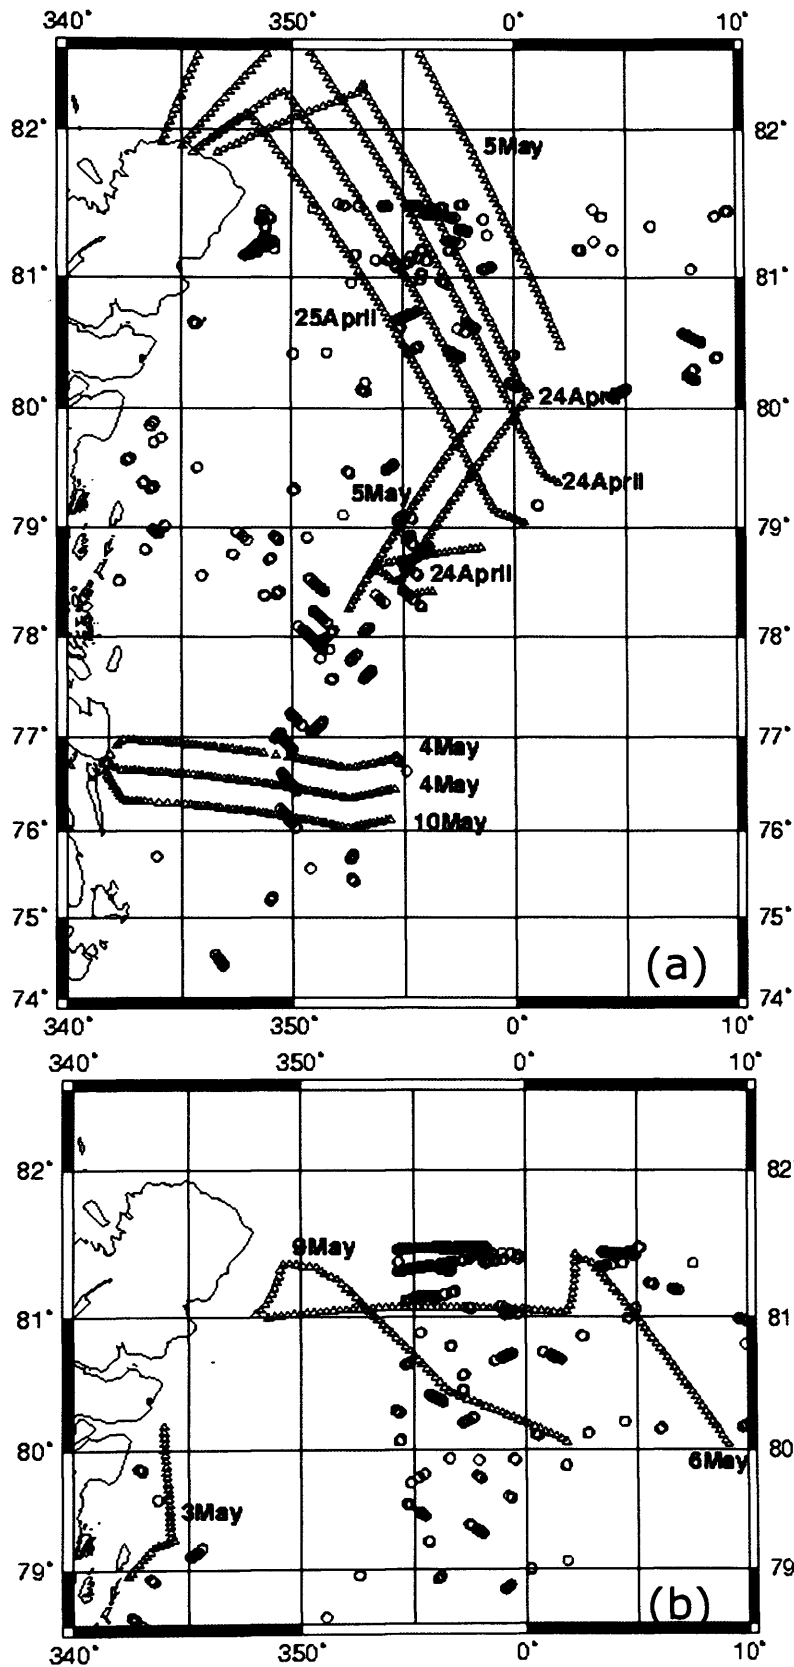 340° 350° 0° 10°
82° 82°
5May
81° 81°
25April
24April
80° 80°
24April
5May
79° 79°
24April
78° 78°
77° 77°
4May
4May
76° 10May 76°
75° 75°
(a)
74° 74°
340° 350° 0° 10°
340° 350° 0° 10°
82° 82
9May
81° 81
80° 80
6May
3May
79° 79
(b)
340° 350° 0° 10°